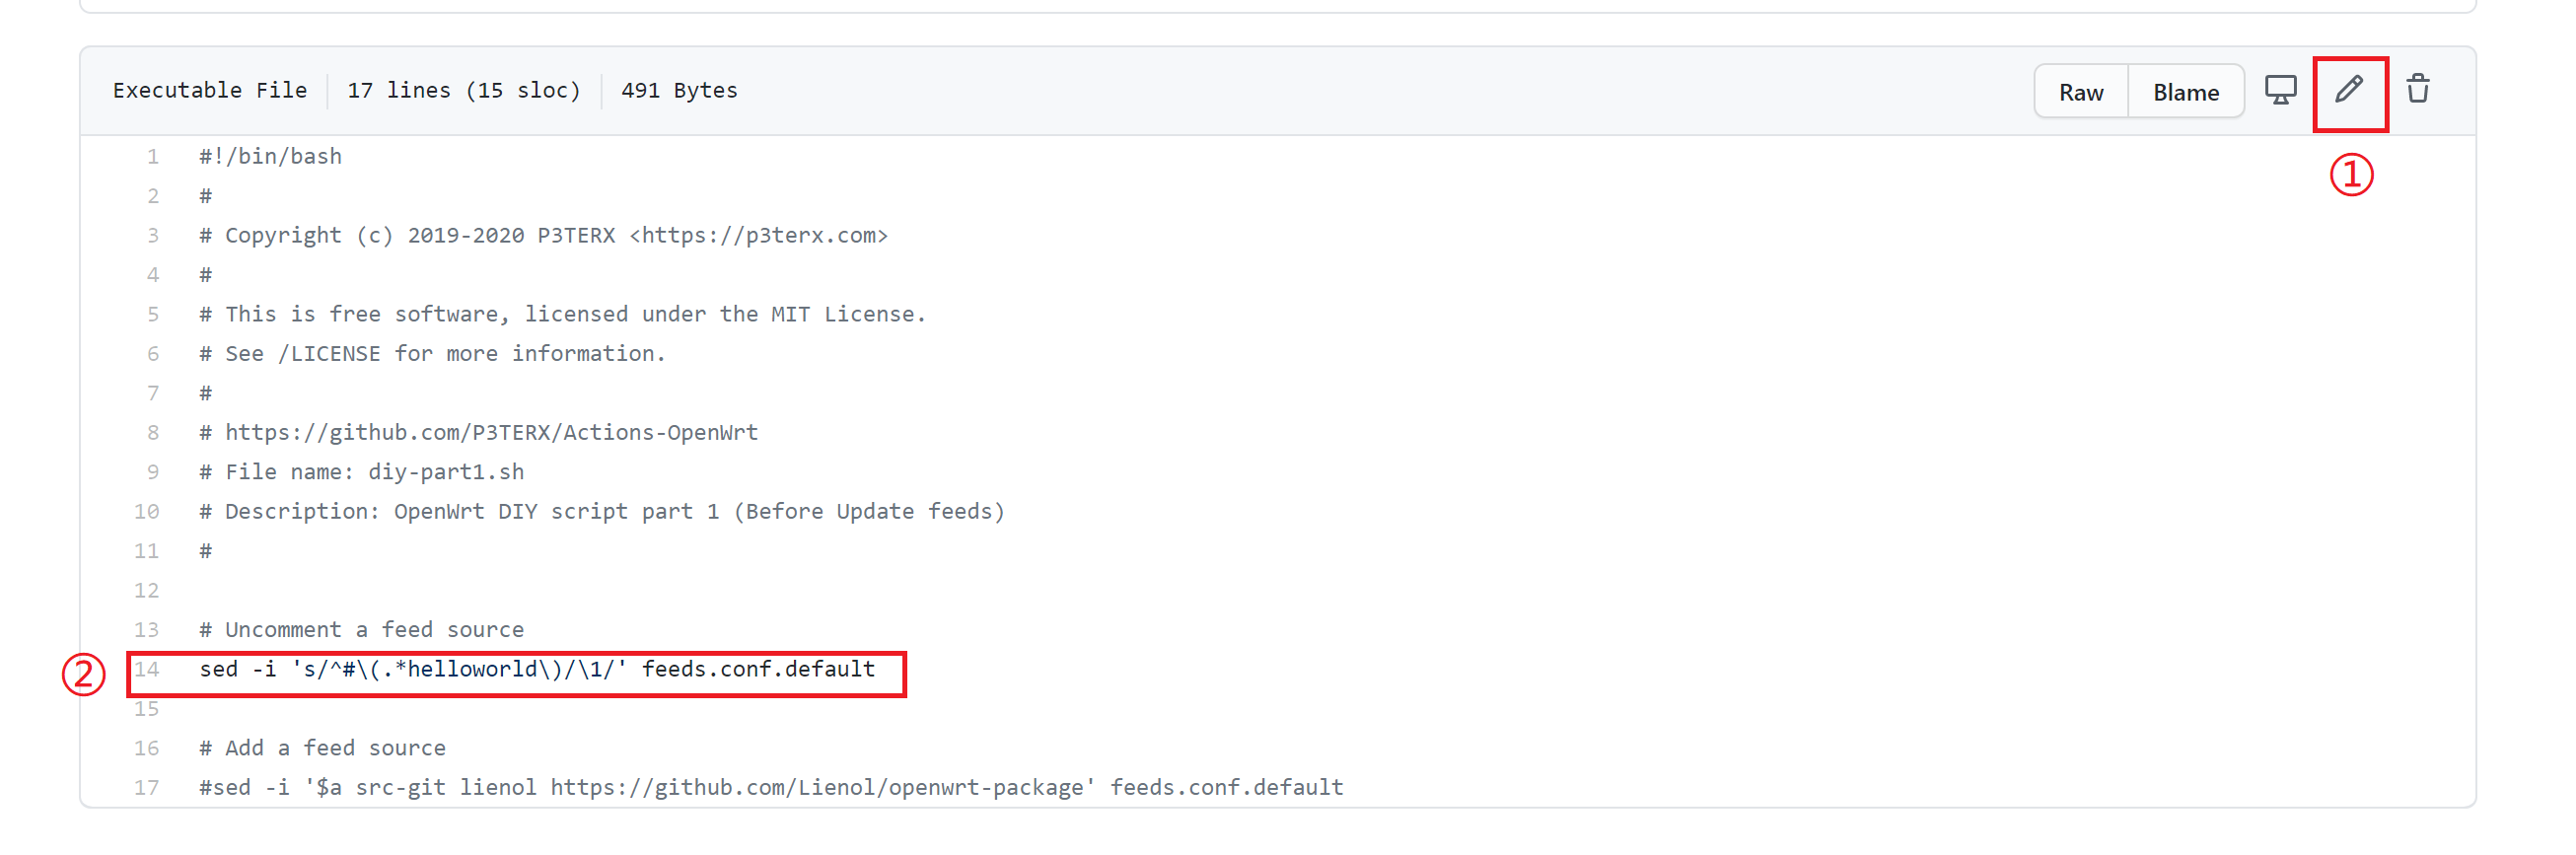 Executable File 17 lines (15 sloc) 491 Bytes Raw Blame
①
1 #!/bin/bash
2 #
3 # Copyright (c) 2019-2020 P3TERX <https://p3terx.com>
4 #
5 # This is free software, licensed under the MIT License.
6 # See /LICENSE for more information.
7 #
8 # https://github.com/P3TERX/Actions-OpenWrt
9 # File name: diy-part1.sh
10 # Description: OpenWrt DIY script part 1 (Before Update feeds)
11 #
12
13 # Uncomment a feed source
② 14 sed -i 's/^#\(.*helloworld\)/\1/' feeds.conf.default
15
16 # Add a feed source
17 #sed -i '$a src-git lienol https://github.com/Lienol/openwrt-package' feeds.conf.default